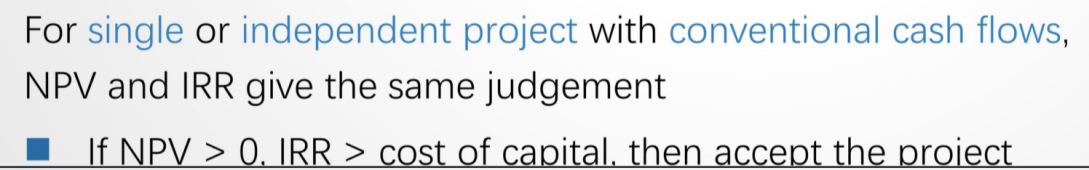 For single or independent project with conventional cash flows,
NPV and IRR give the same judgement
If NPV > 0, IRR > cost of capital, then accept the project